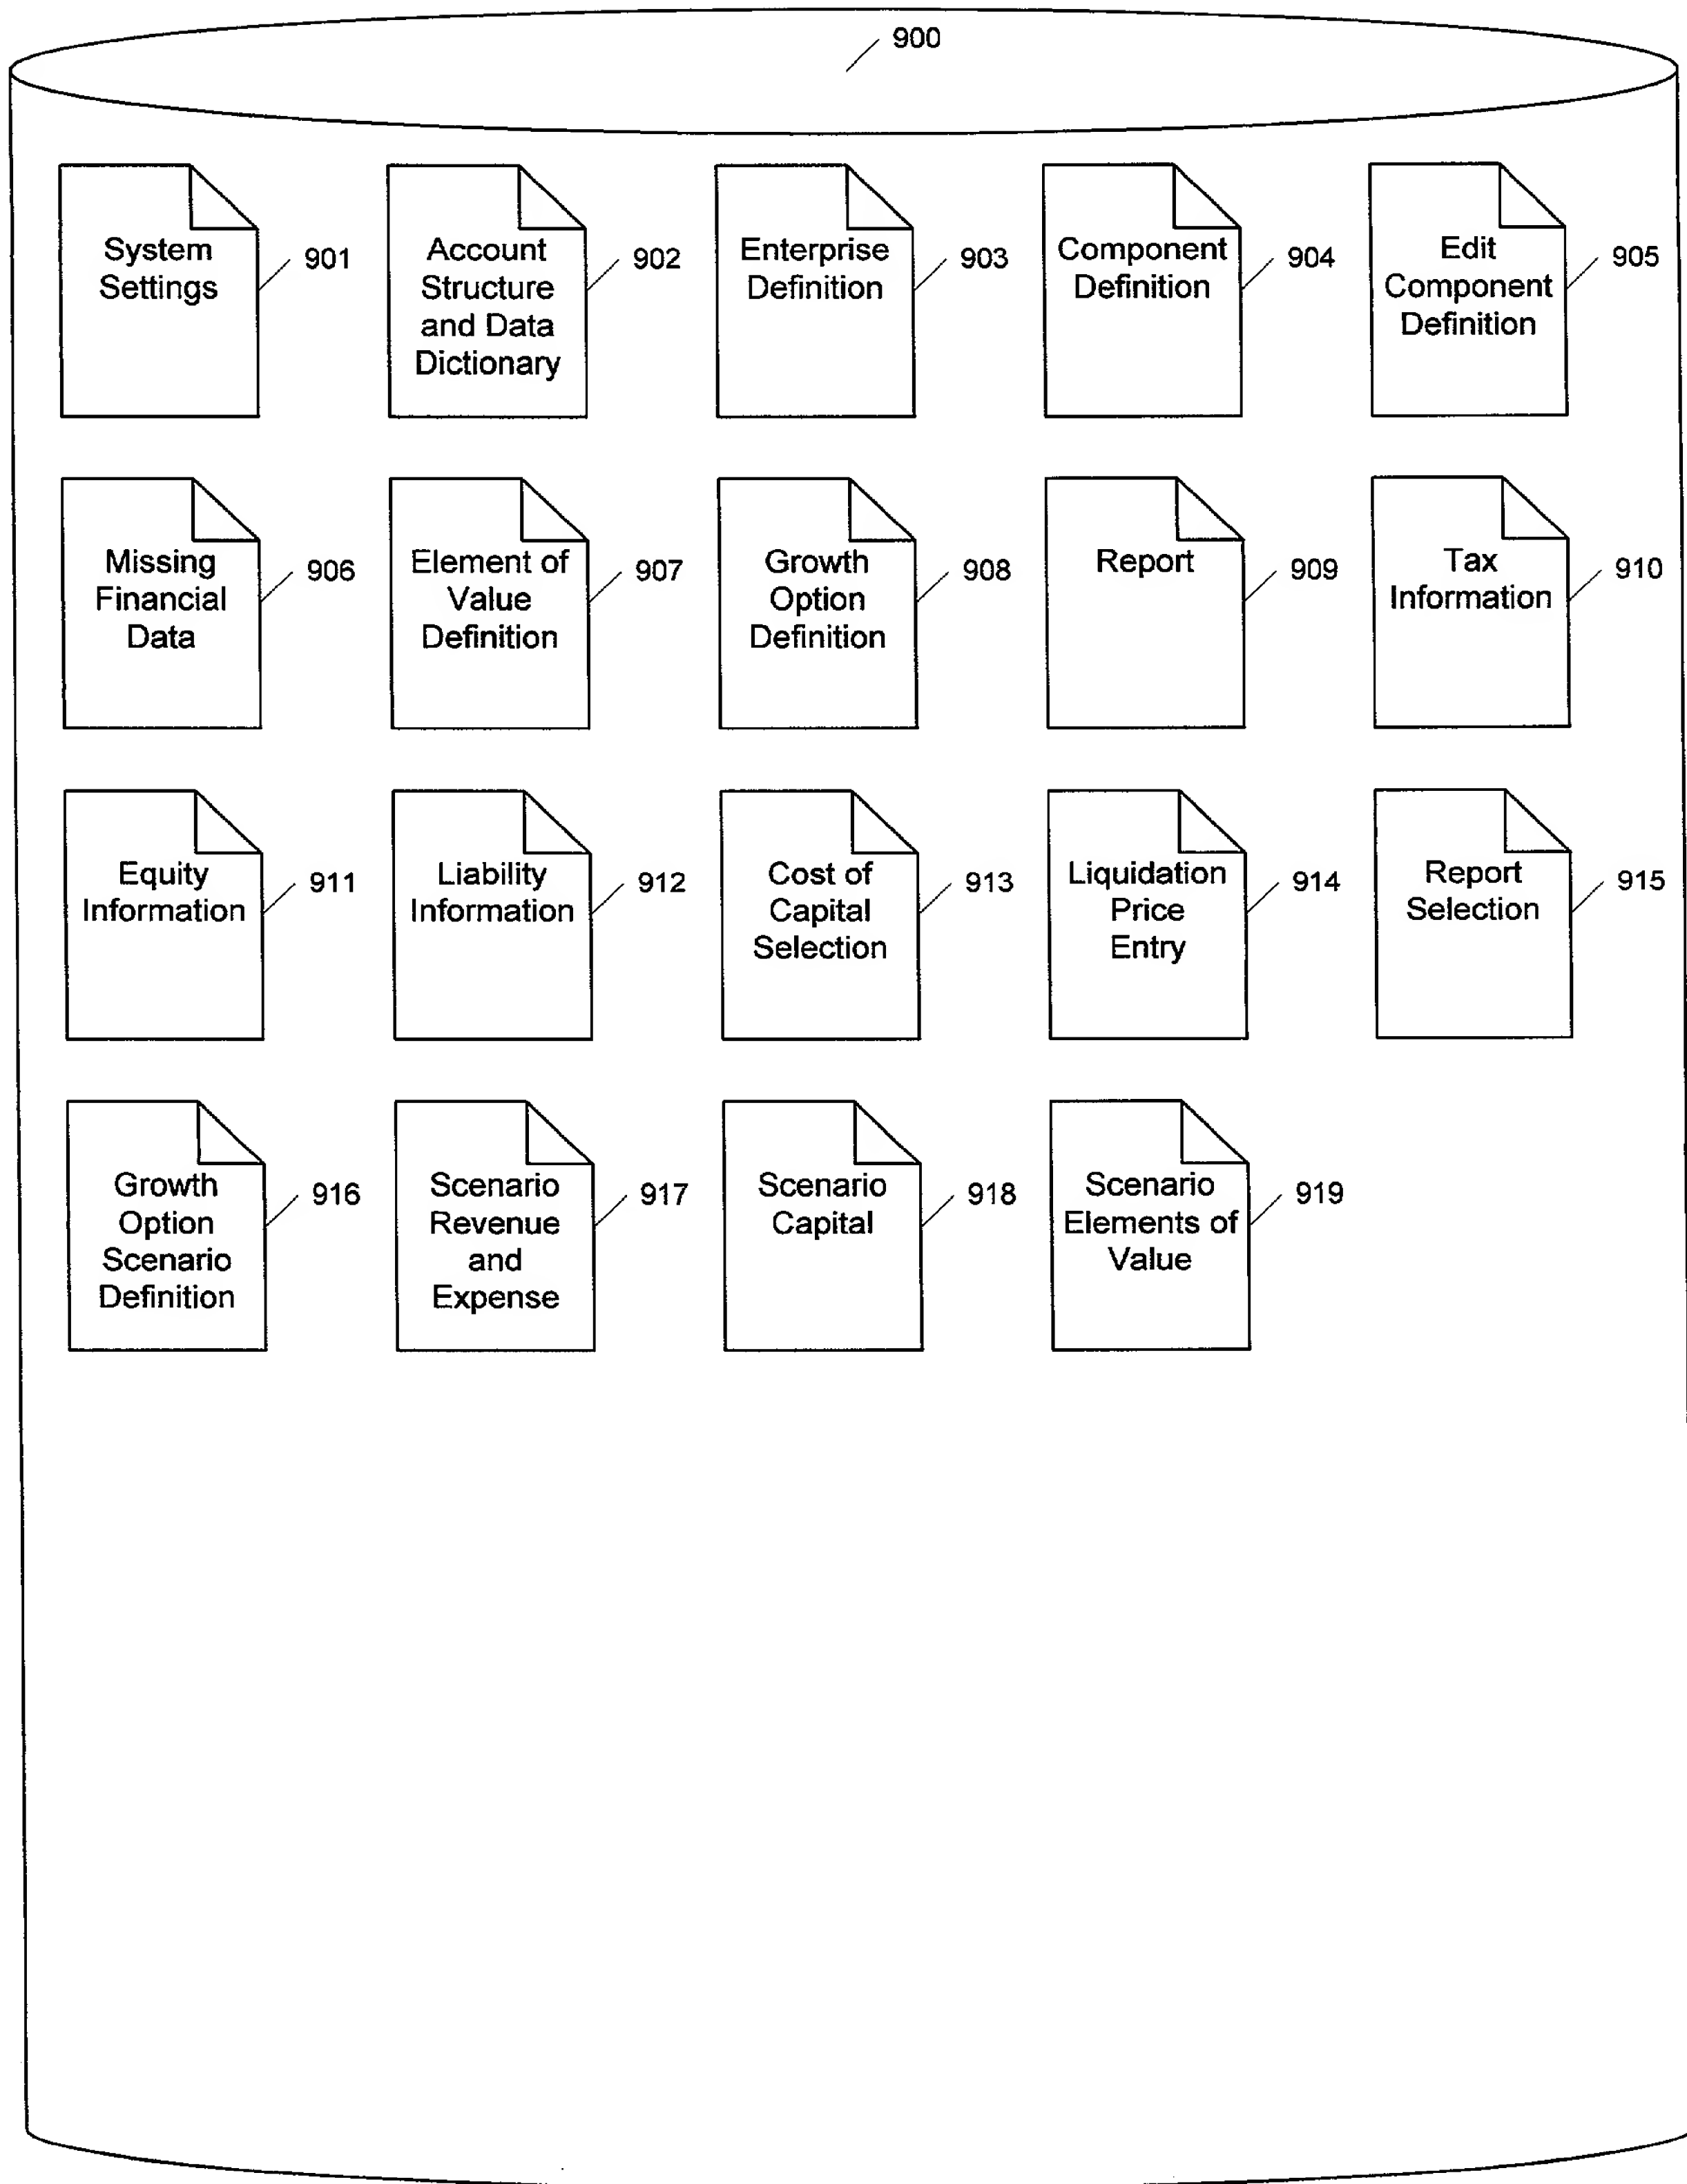 900
System
Settings
901
Account
Structure
and Data
Dictionary
902
Enterprise
Definition
903
Component
Definition
904
Edit
Component
Definition
905
Missing
Financial
Data
906
Element of
Value
Definition
907
Growth
Option
Definition
908
Report
909
Tax
Information
910
Equity
Information
911
Liability
Information
912
Cost of
Capital
Selection
913
Liquidation
Price
Entry
914
Report
Selection
915
Growth
Option
Scenario
Definition
916
Scenario
Revenue
and
Expense
917
Scenario
Capital
918
Scenario
Elements of
Value
919